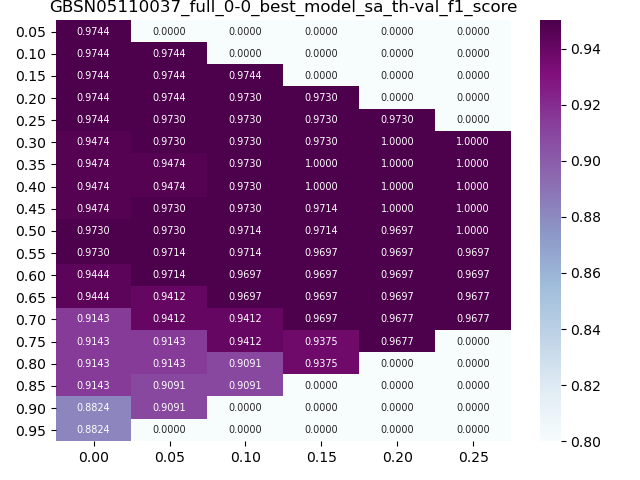 GBSN05110037_full_0-0_best_model_sa_th-val_f1_score
0.05 0.9744 0.0000 0.0000 0.0000 0.0000 0.0000
0.10 0.9744 0.9744 0.0000 0.0000 0.0000 0.0000
0.15 0.9744 0.9744 0.9744 0.0000 0.0000 0.0000
0.20 0.9744 0.9744 0.9730 0.9730 0.0000 0.0000
0.25 0.9744 0.9730 0.9730 0.9730 0.9730 0.0000
0.30 0.9474 0.9730 0.9730 0.9730 1.0000 1.0000
0.35 0.9474 0.9474 0.9730 1.0000 1.0000 1.0000
0.40 0.9474 0.9474 0.9730 1.0000 1.0000 1.0000
0.45 0.9474 0.9730 0.9730 0.9714 1.0000 1.0000
0.50 0.9730 0.9730 0.9714 0.9714 0.9697 1.0000
0.55 0.9730 0.9714 0.9714 0.9697 0.9697 0.9697
0.60 0.9444 0.9714 0.9697 0.9697 0.9697 0.9697
0.65 0.9444 0.9412 0.9697 0.9697 0.9697 0.9677
0.70 0.9143 0.9412 0.9412 0.9697 0.9677 0.9677
0.75 0.9143 0.9143 0.9412 0.9375 0.9677 0.0000
0.80 0.9143 0.9143 0.9091 0.9375 0.0000 0.0000
0.85 0.9143 0.9091 0.9091 0.0000 0.0000 0.0000
0.90 0.8824 0.9091 0.0000 0.0000 0.0000 0.0000
0.95 0.8824 0.0000 0.0000 0.0000 0.0000 0.0000
0.00 0.05 0.10 0.15 0.20 0.25
0.94
0.92
0.90
0.88
0.86
0.84
0.82
0.80